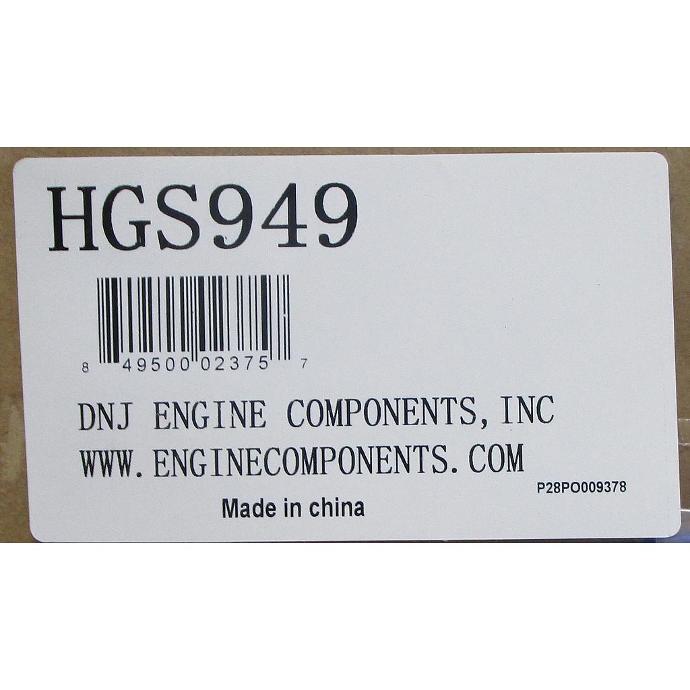 HGS949
8 49500 02375 7
DNJ ENGINE COMPONENTS, INC
WWW.ENGINECOMPONENTS.COM
P28PO009378
Made in china